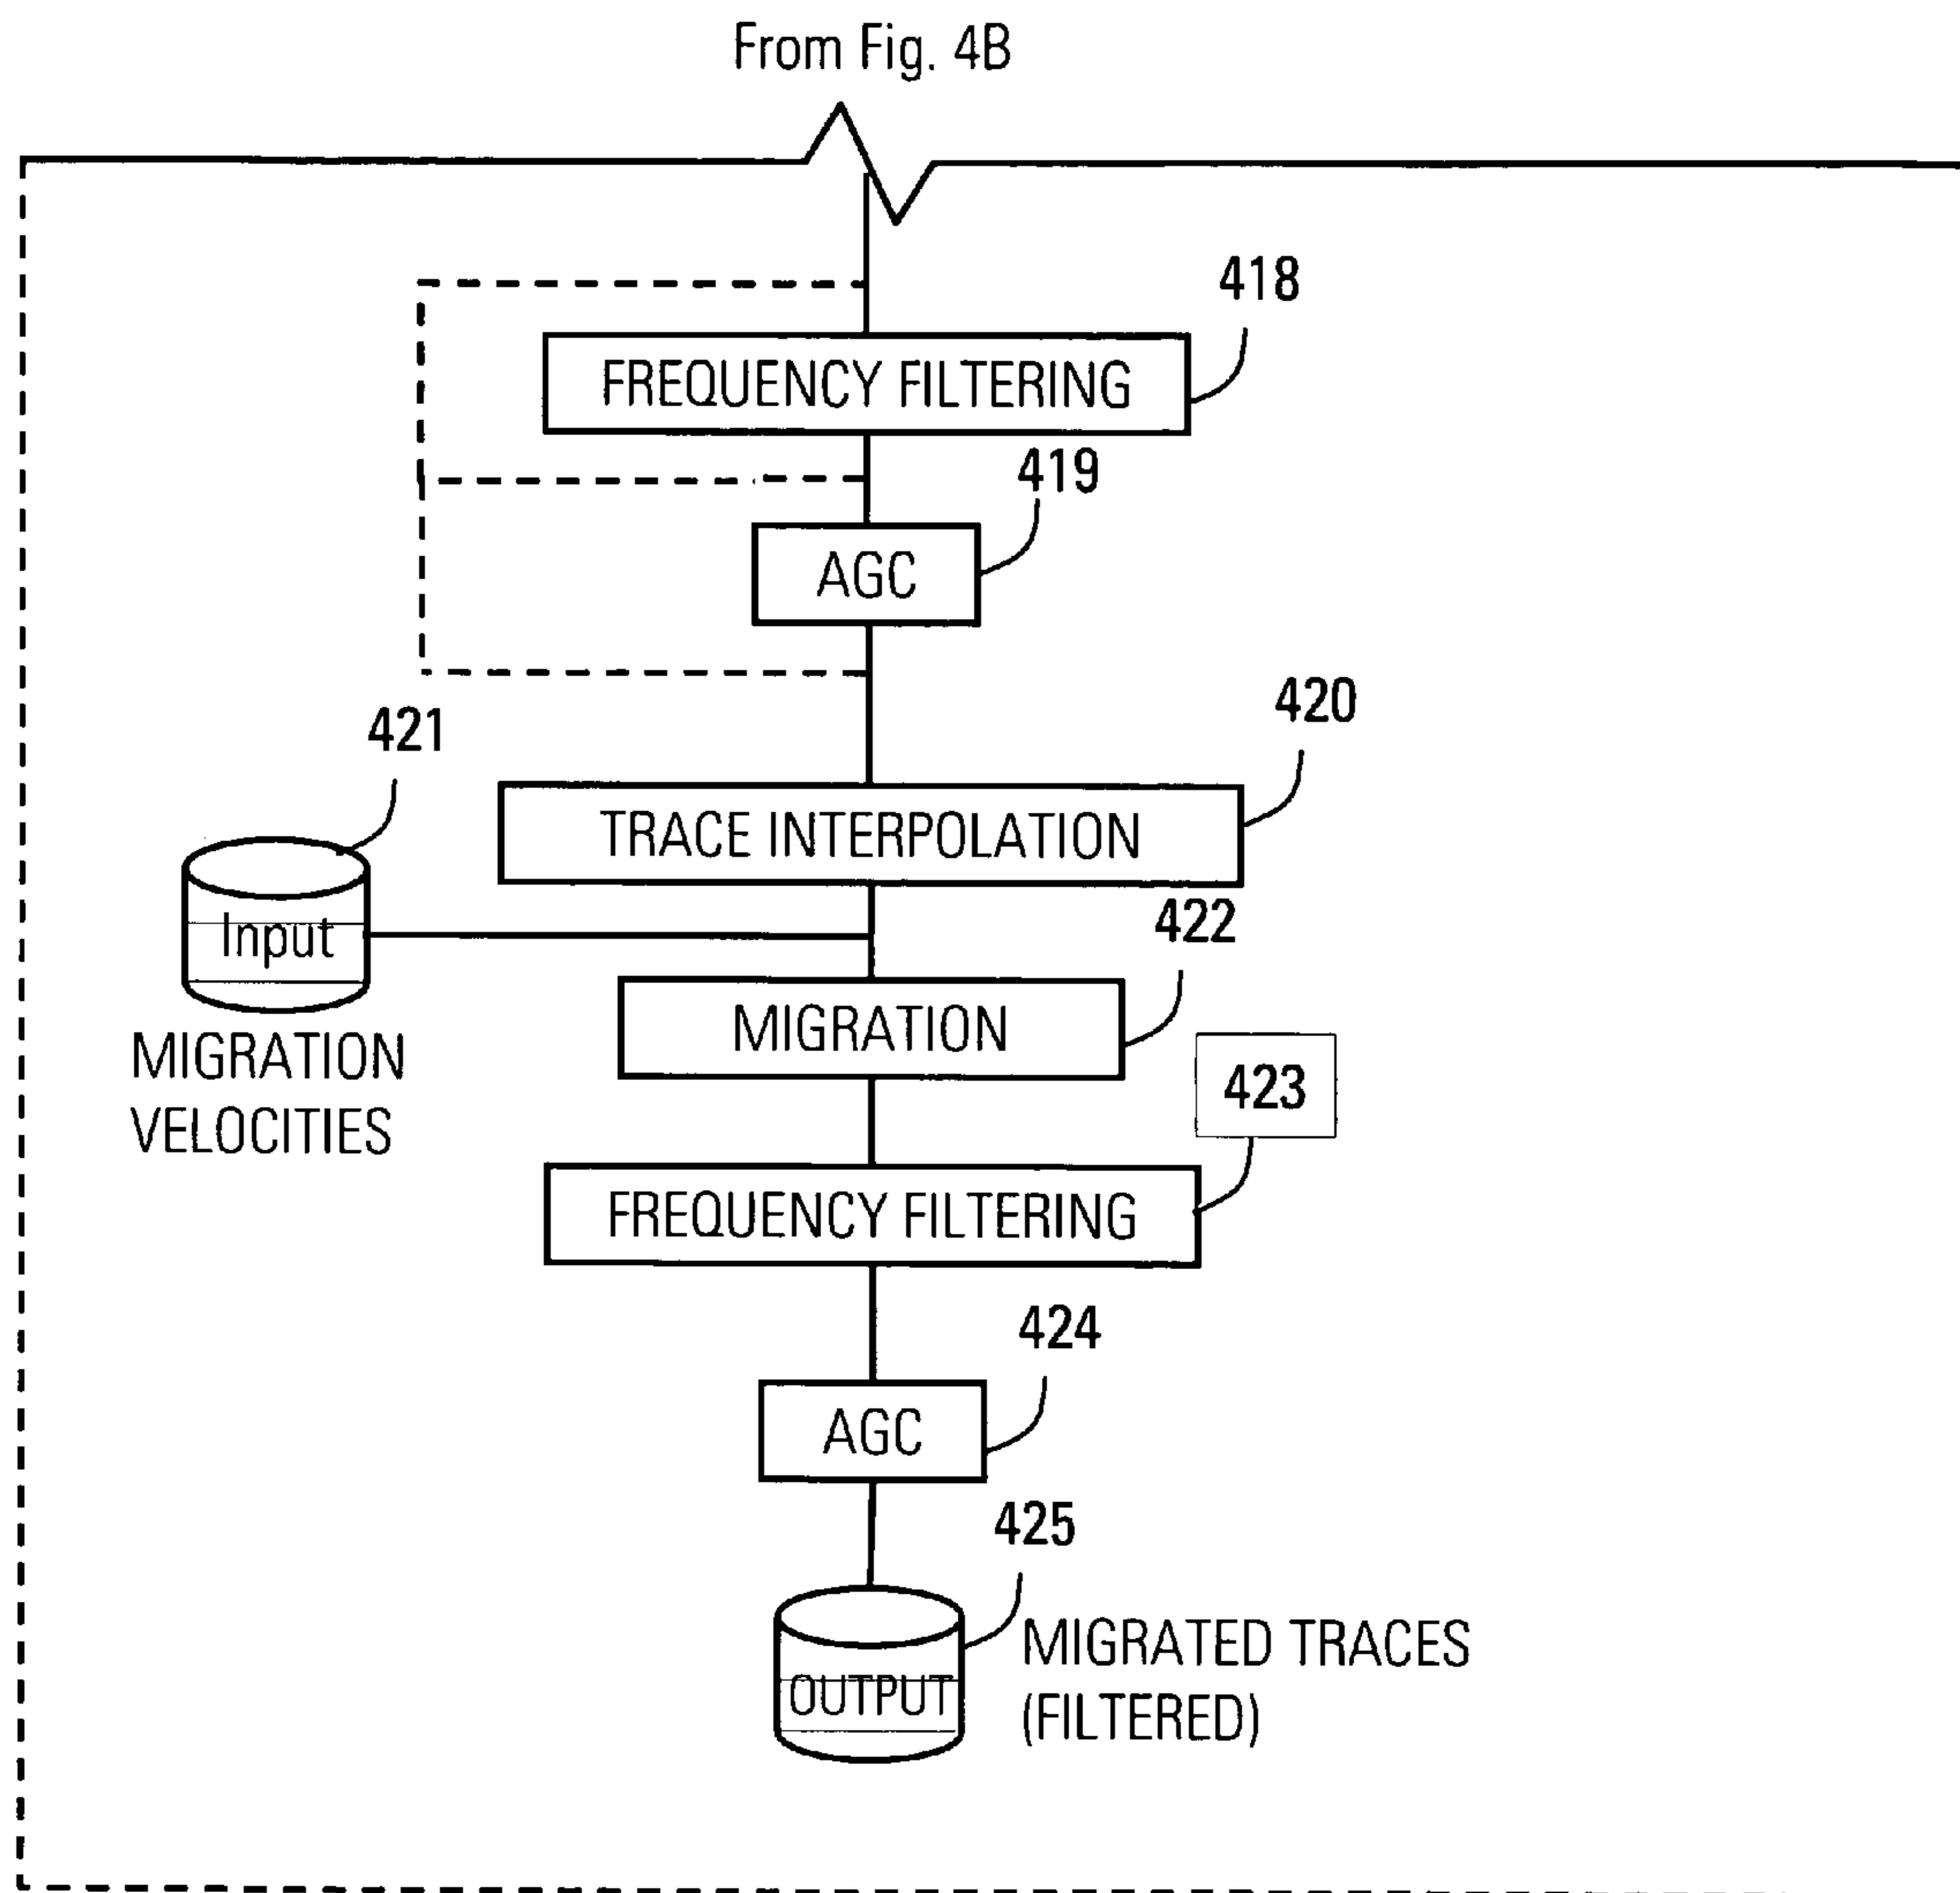 From Fig. 4B
418
FREQUENCY FILTERING
419
AGC
420
421
TRACE INTERPOLATION
Input
422
MIGRATION
MIGRATION
VELOCITIES
423
FREQUENCY FILTERING
424
AGC
425
OUTPUT
MIGRATED TRACES
(FILTERED)